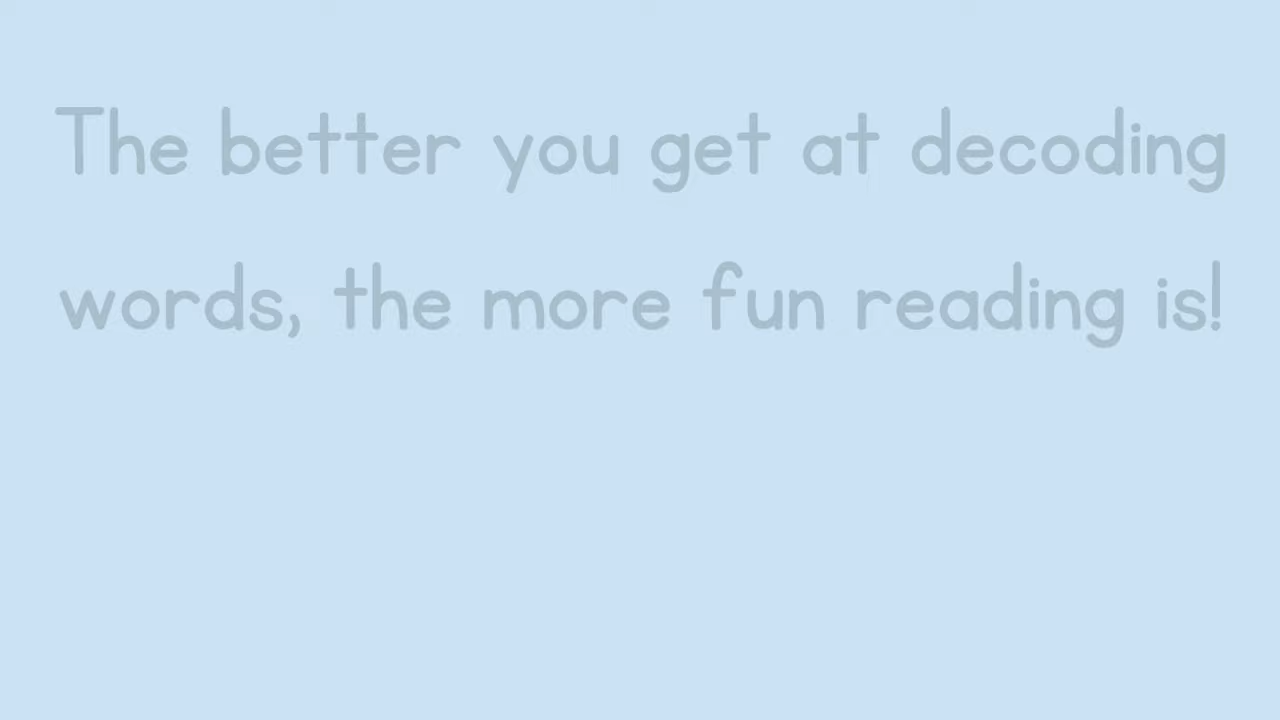 The better you get at decoding
words, the more fun reading is!